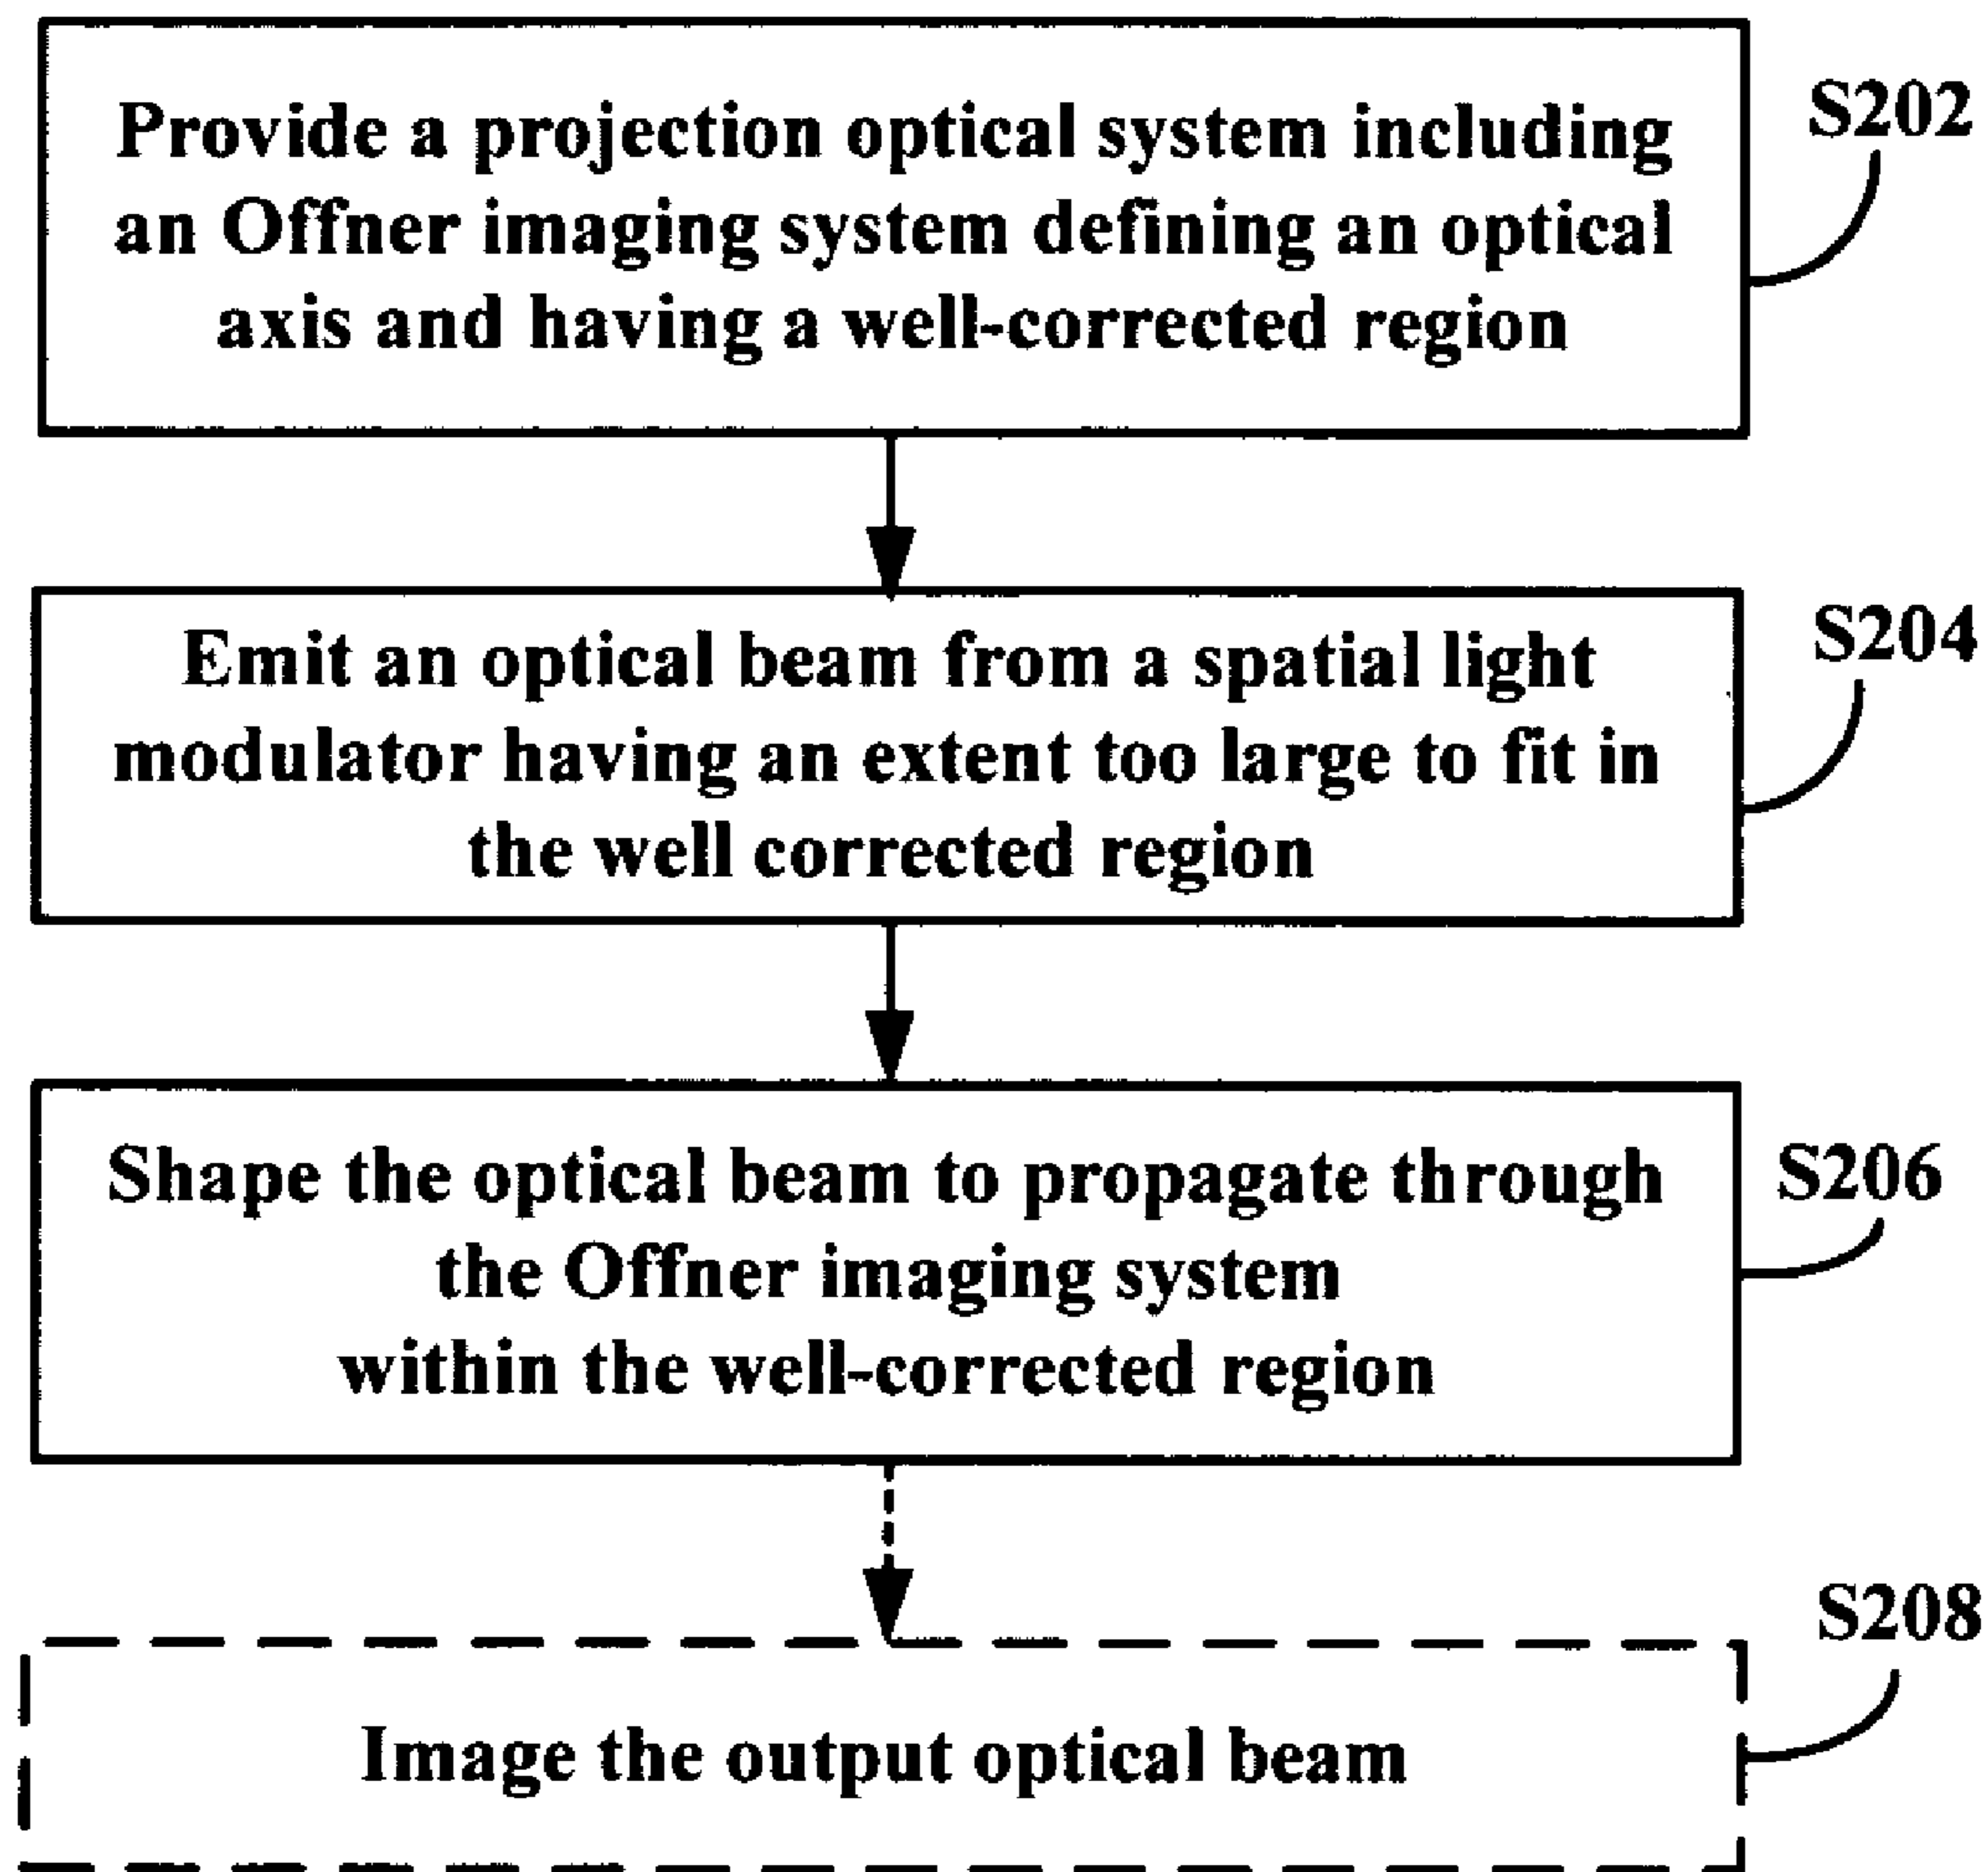 Provide a projection optical system including
an Offner imaging system defining an optical
axis and having a well-corrected region
S202
Emit an optical beam from a spatial light
modulator having an extent too large to fit in
the well corrected region
S204
Shape the optical beam to propagate through
the Offner imaging system
within the well-corrected region
S206
Image the output optical beam
S208